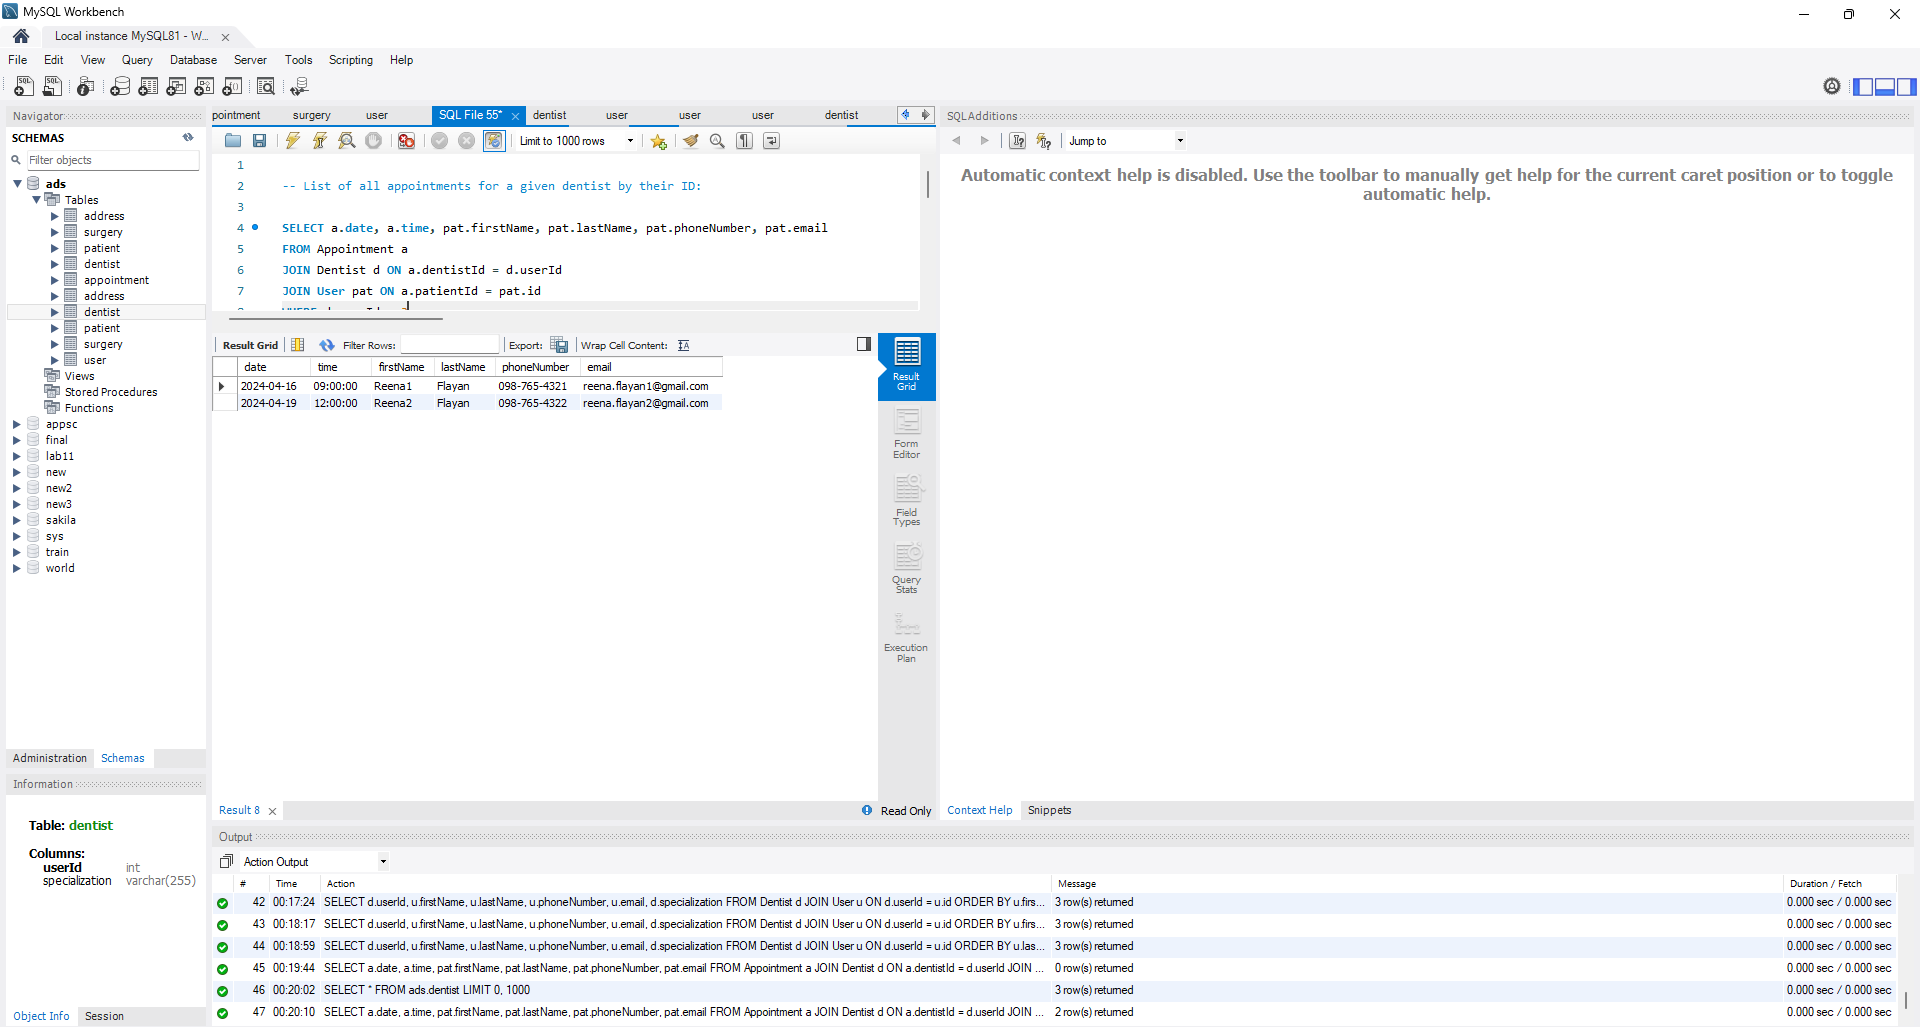 MySQL Workbench
Local instance MySQL81 - W...
File Edit View Query Database Server Tools Scripting Help
Navigator
SCHEMAS
Filter objects
ads
Tables
address
surgery
patient
dentist
appointment
address
dentist
patient
surgery
user
Views
Stored Procedures
Functions
appsc
final
lab11
new
new2
new3
sakila
sys
train
world
Administration Schemas
Information
Table: dentist
Columns:
userId int
specialization varchar(255)
Object Info Session
pointment surgery user SQL File 55* dentist user user user dentist
Limit to 1000 rows
1
2 -- List of all appointments for a given dentist by their ID:
3
4 SELECT a.date, a.time, pat.firstName, pat.lastName, pat.phoneNumber, pat.email
5 FROM Appointment a
6 JOIN Dentist d ON a.dentistId = d.userId
7 JOIN User pat ON a.patientId = pat.id
Result Grid Filter Rows: Export: Wrap Cell Content:
date time firstName lastName phoneNumber email
2024-04-16 09:00:00 Reena1 Flayan 098-765-4321 reena.flayan1@gmail.com
2024-04-19 12:00:00 Reena2 Flayan 098-765-4322 reena.flayan2@gmail.com
Result
Grid
Form
Editor
Field
Types
Query
Stats
Execution
Plan
Result 8 Read Only
SQLAdditions
Jump to
Automatic context help is disabled. Use the toolbar to manually get help for the current caret position or to toggle
automatic help.
Context Help Snippets
Output
Action Output
# Time Action Message Duration / Fetch
42 00:17:24 SELECT d.userId, u.firstName, u.lastName, u.phoneNumber, u.email, d.specialization FROM Dentist d JOIN User u ON d.userId = u.id ORDER BY u.firs... 3 row(s) returned 0.000 sec / 0.000 sec
43 00:18:17 SELECT d.userId, u.firstName, u.lastName, u.phoneNumber, u.email, d.specialization FROM Dentist d JOIN User u ON d.userId = u.id ORDER BY u.firs... 3 row(s) returned 0.000 sec / 0.000 sec
44 00:18:59 SELECT d.userId, u.firstName, u.lastName, u.phoneNumber, u.email, d.specialization FROM Dentist d JOIN User u ON d.userId = u.id ORDER BY u.las... 3 row(s) returned 0.000 sec / 0.000 sec
45 00:19:44 SELECT a.date, a.time, pat.firstName, pat.lastName, pat.phoneNumber, pat.email FROM Appointment a JOIN Dentist d ON a.dentistId = d.userId JOIN ... 0 row(s) returned 0.000 sec / 0.000 sec
46 00:20:02 SELECT * FROM ads.dentist LIMIT 0, 1000 3 row(s) returned 0.000 sec / 0.000 sec
47 00:20:10 SELECT a.date, a.time, pat.firstName, pat.lastName, pat.phoneNumber, pat.email FROM Appointment a JOIN Dentist d ON a.dentistId = d.userId JOIN ... 2 row(s) returned 0.000 sec / 0.000 sec